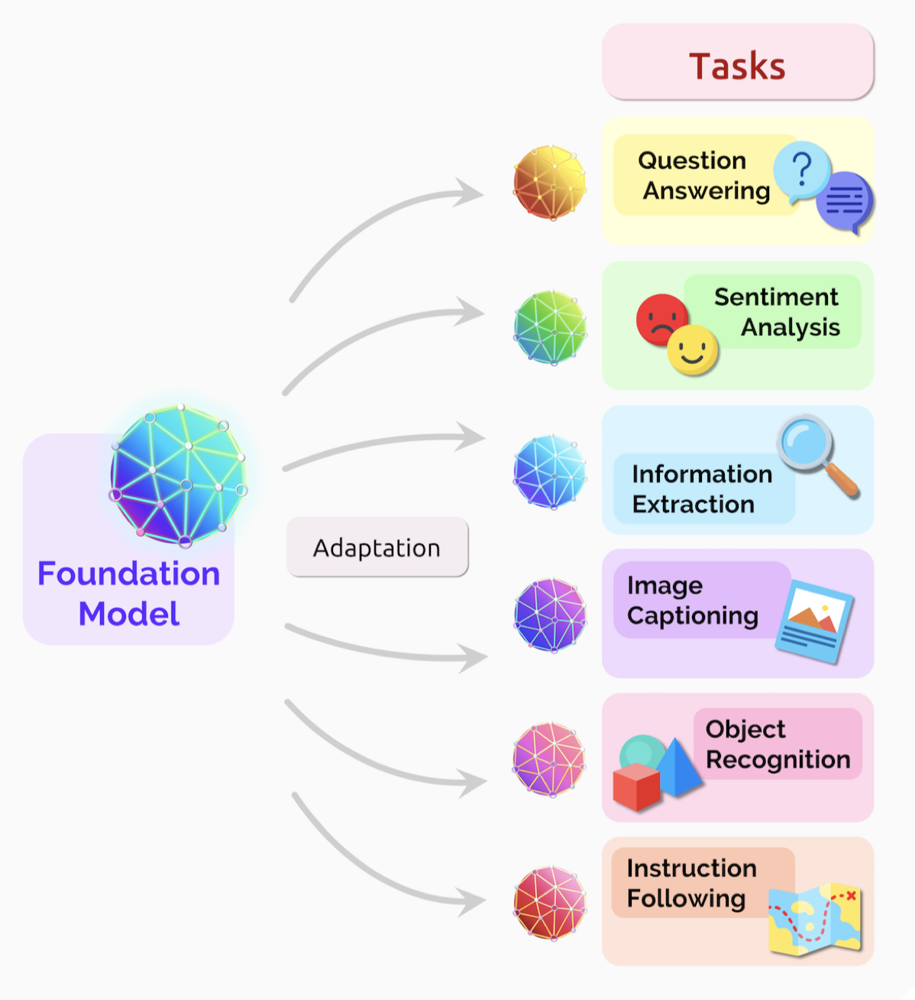 Tasks
Question
Answering
Sentiment
Analysis
Information
Extraction
Foundation
Model
Adaptation
Image
Captioning
Object
Recognition
Instruction
Following